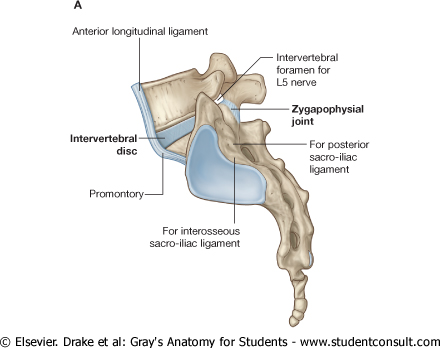 A
Anterior longitudinal ligament
Intervertebral
foramen for
L5 nerve
Zygapophysial
joint
Intervertebral
disc
For posterior
sacro-iliac
ligament
Promontory
For interosseous
sacro-iliac ligament
© Elsevier. Drake et al: Gray's Anatomy for Students - www.studentconsult.com